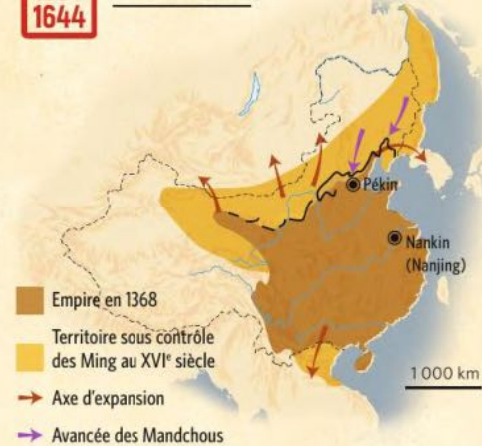 1644
Pékin
Nankin
(Nanjing)
Empire en 1368
Territoire sous contrôle
des Ming au XVIᵉ siècle
1 000 km
Axe d'expansion
Avancée des Mandchous